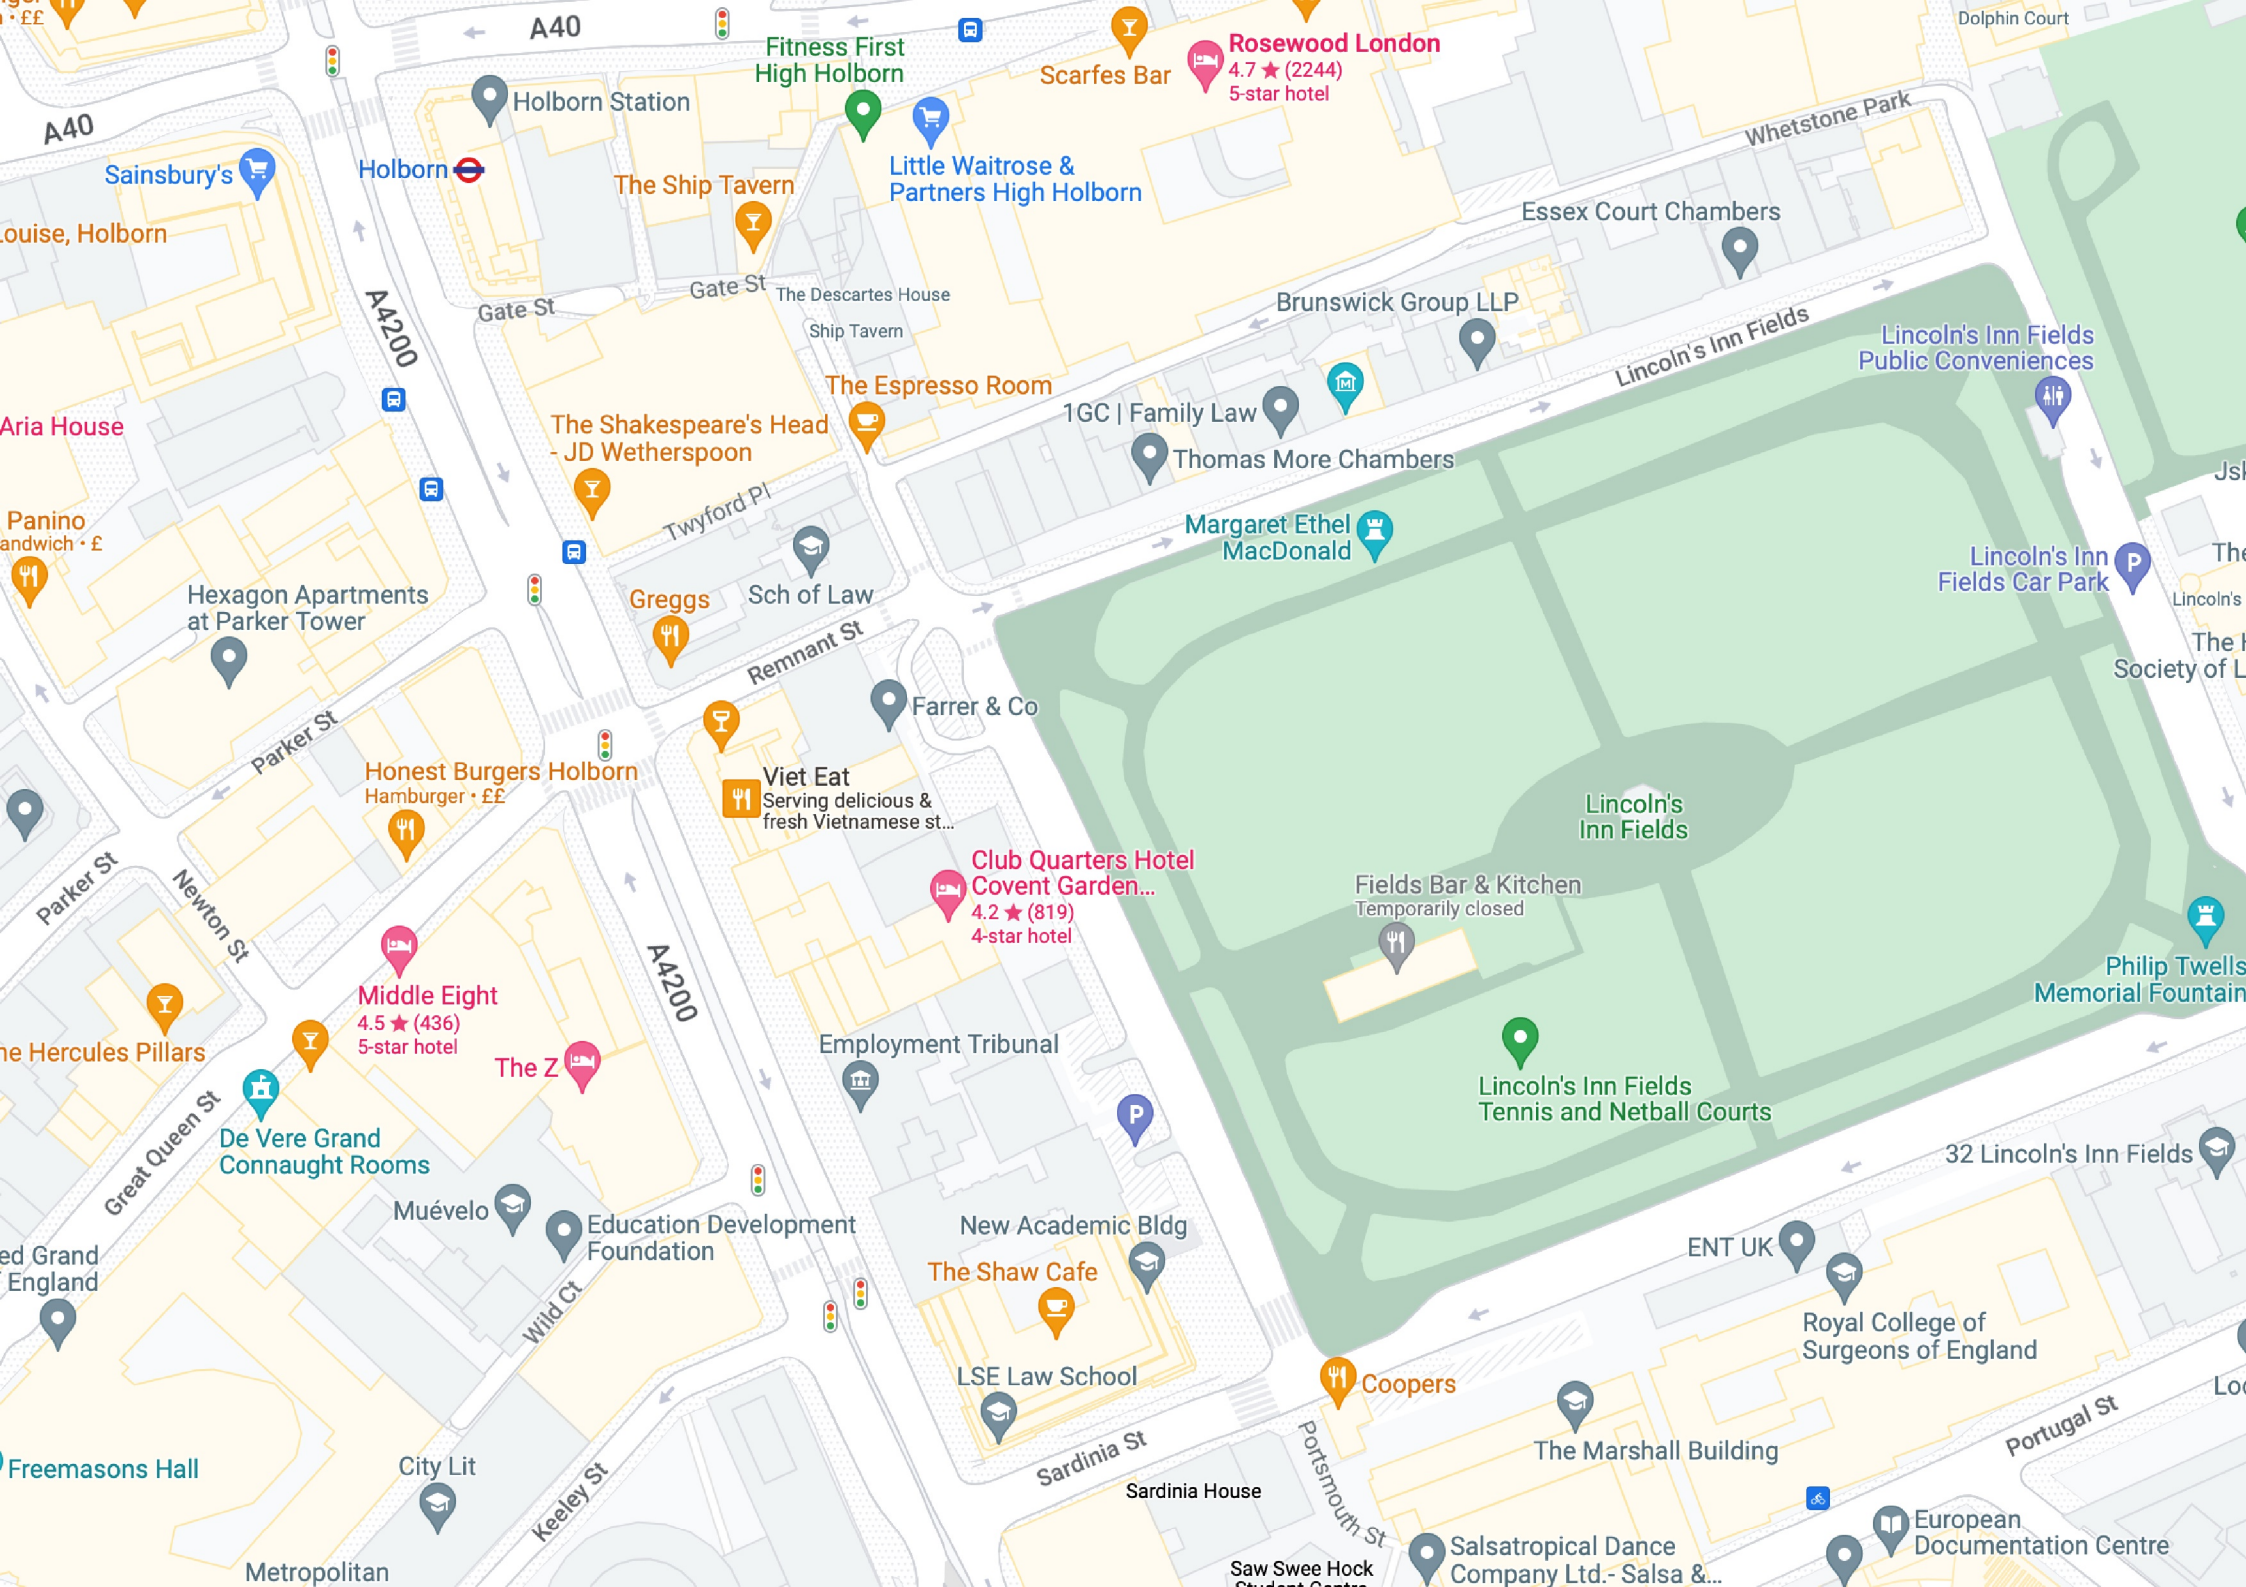 · ££
A40
Fitness First
High Holborn
Scarfes Bar
Rosewood London
4.7 ★ (2244)
5-star hotel
Dolphin Court
A40
Holborn Station
Whetstone Park
Sainsbury's
Holborn
The Ship Tavern
Little Waitrose &
Partners High Holborn
Essex Court Chambers
ouise, Holborn
A4200
Gate St
Gate St
The Descartes House
Ship Tavern
Brunswick Group LLP
Lincoln's Inn Fields
Lincoln's Inn Fields
Public Conveniences
The Espresso Room
Aria House
The Shakespeare's Head
- JD Wetherspoon
1GC | Family Law
Thomas More Chambers
Jsk
Twyford Pl
Panino
andwich · £
Margaret Ethel
MacDonald
Lincoln's Inn
Fields Car Park
P
The
Lincoln's
Hexagon Apartments
at Parker Tower
Greggs
Sch of Law
Remnant St
The H
Society of L
Farrer & Co
Parker St
Honest Burgers Holborn
Hamburger · ££
Viet Eat
Serving delicious &
fresh Vietnamese st...
Lincoln's
Inn Fields
Parker St
Newton St
Club Quarters Hotel
Covent Garden...
4.2 ★ (819)
4-star hotel
Fields Bar & Kitchen
Temporarily closed
A4200
Middle Eight
4.5 ★ (436)
5-star hotel
Philip Twells
Memorial Fountain
he Hercules Pillars
The Z
Employment Tribunal
P
Lincoln's Inn Fields
Tennis and Netball Courts
De Vere Grand
Connaught Rooms
Great Queen St
32 Lincoln's Inn Fields
Muévelo
Education Development
Foundation
New Academic Bldg
ENT UK
ed Grand
England
The Shaw Cafe
Wild Ct
Royal College of
Surgeons of England
LSE Law School
Coopers
Loc
Portugal St
Freemasons Hall
City Lit
Keeley St
Sardinia St
Sardinia House
Portsmouth St
The Marshall Building
European
Documentation Centre
Metropolitan
Saw Swee Hock
Student Centre
Salsatropical Dance
Company Ltd.- Salsa &...